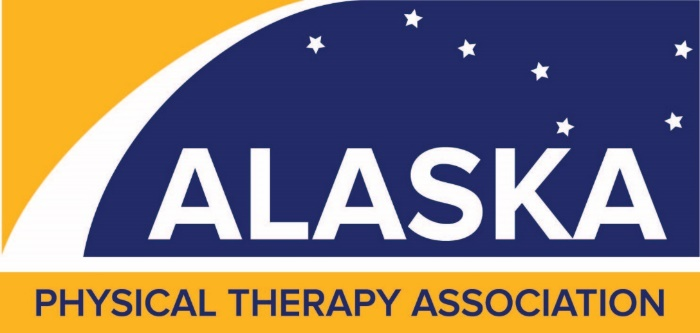 ALASKA
PHYSICAL THERAPY ASSOCIATION